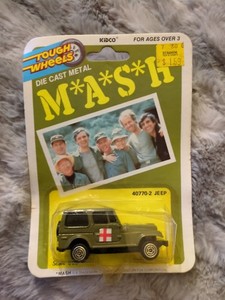 KIDCO
FOR AGES OVER 3
TOUGH
WHEELS
DIE CAST METAL
M*A*S*H
40770-2 JEEP